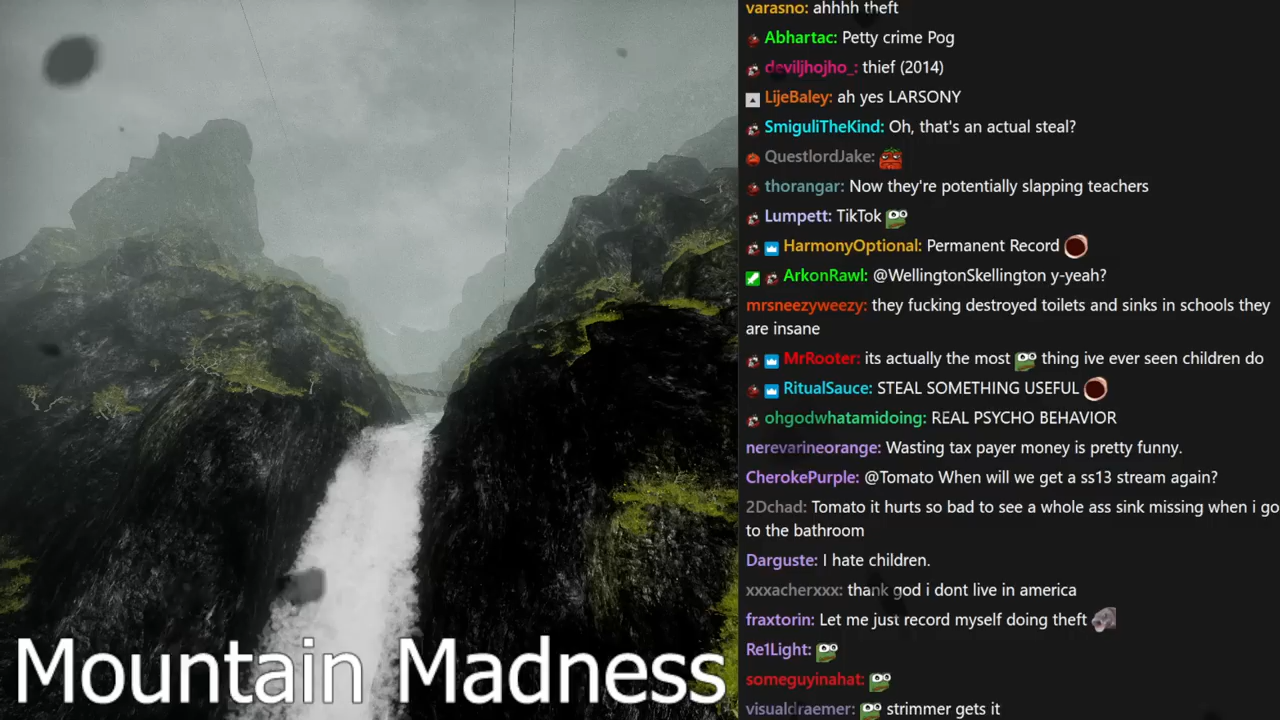 varasno: ahhhh theft
Abhartac: Petty crime Pog
deviljhojho_: thief (2014)
LijeBaley: ah yes LARSONY
SmiguliTheKind: Oh, that's an actual steal?
QuestlordJake:
thorangar: Now they're potentially slapping teachers
Lumpett: TikTok
HarmonyOptional: Permanent Record
ArkonRawl: @WellingtonSkellington y-yeah?
mrsneezyweezy: they fucking destroyed toilets and sinks in schools they
are insane
MrRooter: its actually the most thing ive ever seen children do
RitualSauce: STEAL SOMETHING USEFUL
ohgodwhatamidoing: REAL PSYCHO BEHAVIOR
nerevarineorange: Wasting tax payer money is pretty funny.
CherokePurple: @Tomato When will we get a ss13 stream again?
2Dchad: Tomato it hurts so bad to see a whole ass sink missing when i go
to the bathroom
Darguste: I hate children.
xxxacherxxx: thank god i dont live in america
fraxtorin: Let me just record myself doing theft
Re1Light:
someguyinahat:
visualdraemer: strimmer gets it
Mountain Madness